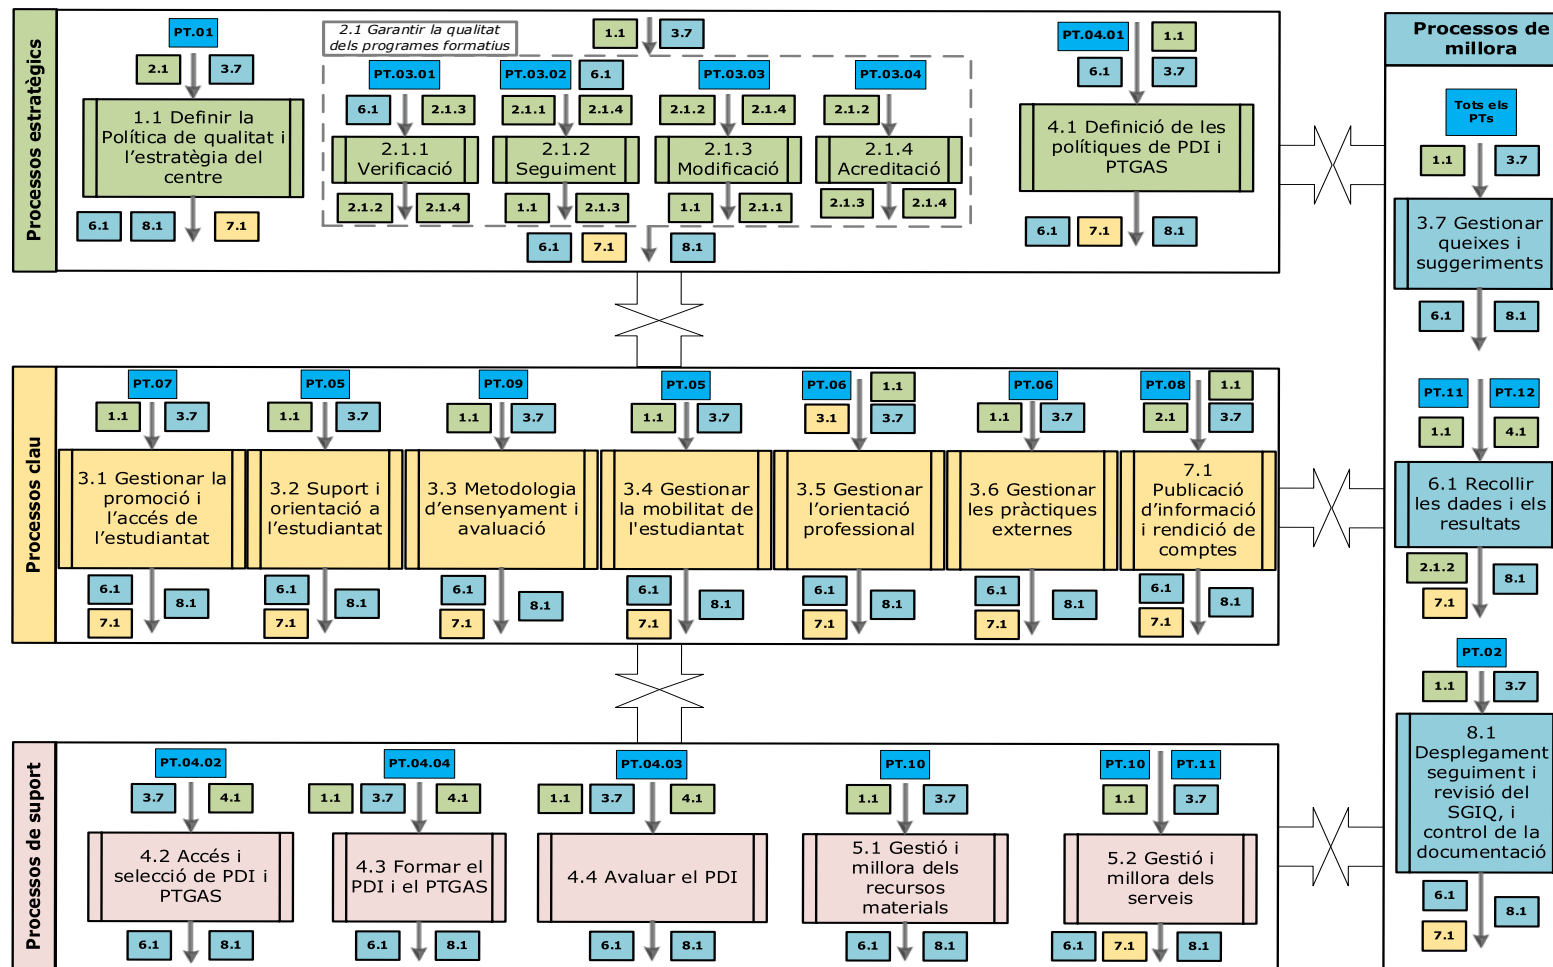 Processos estratègics
PT.01
2.1
3.7
1.1 Definir la
Política de qualitat i
l’estratègia del
centre
6.1
8.1
7.1
2.1 Garantir la qualitat
dels programes formatius
1.1
3.7
PT.03.01
6.1
2.1.3
2.1.1
Verificació
2.1.2
2.1.4
PT.03.02
6.1
2.1.1
2.1.4
2.1.2
Seguiment
1.1
2.1.3
PT.03.03
2.1.2
2.1.4
2.1.3
Modificació
1.1
2.1.1
PT.03.04
2.1.2
2.1.4
Acreditació
2.1.3
2.1.4
6.1
7.1
8.1
PT.04.01
1.1
6.1
3.7
4.1 Definició de les
polítiques de PDI i
PTGAS
6.1
7.1
8.1
Processos clau
PT.07
1.1
3.7
3.1 Gestionar la
promoció i
l’accés de
l’estudiantat
6.1
8.1
7.1
PT.05
1.1
3.7
3.2 Suport i
orientació a
l’estudiantat
6.1
8.1
7.1
PT.09
1.1
3.7
3.3 Metodologia
d’ensenyament i
avaluació
6.1
8.1
7.1
PT.05
1.1
3.7
3.4 Gestionar
la mobilitat de
l'estudiantat
6.1
8.1
7.1
PT.06
1.1
3.1
3.7
3.5 Gestionar
l’orientació
professional
6.1
8.1
7.1
PT.06
1.1
3.7
3.6 Gestionar
les pràctiques
externes
6.1
8.1
7.1
PT.08
1.1
2.1
3.7
7.1
Publicació
d’informació
i rendició de
comptes
6.1
8.1
7.1
Processos de suport
PT.04.02
3.7
4.1
4.2 Accés i
selecció de PDI i
PTGAS
6.1
8.1
PT.04.04
1.1
3.7
4.1
4.3 Formar el
PDI i el PTGAS
6.1
8.1
PT.04.03
1.1
3.7
4.1
4.4 Avaluar el PDI
6.1
8.1
PT.10
1.1
3.7
5.1 Gestió i
millora dels
recursos
materials
6.1
8.1
PT.10
PT.11
1.1
3.7
5.2 Gestió i
millora dels
serveis
6.1
7.1
8.1
Processos de
millora
Tots els
PTs
1.1
3.7
3.7 Gestionar
queixes i
suggeriments
6.1
8.1
PT.11
PT.12
1.1
4.1
6.1 Recollir
les dades i els
resultats
2.1.2
8.1
7.1
PT.02
1.1
3.7
8.1
Desplegament
seguiment i
revisió del
SGIQ, i
control de la
documentació
6.1
8.1
7.1